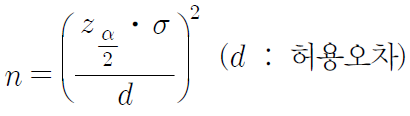 n = ( z_{α/2} · σ / d )² (d : 허용오차)